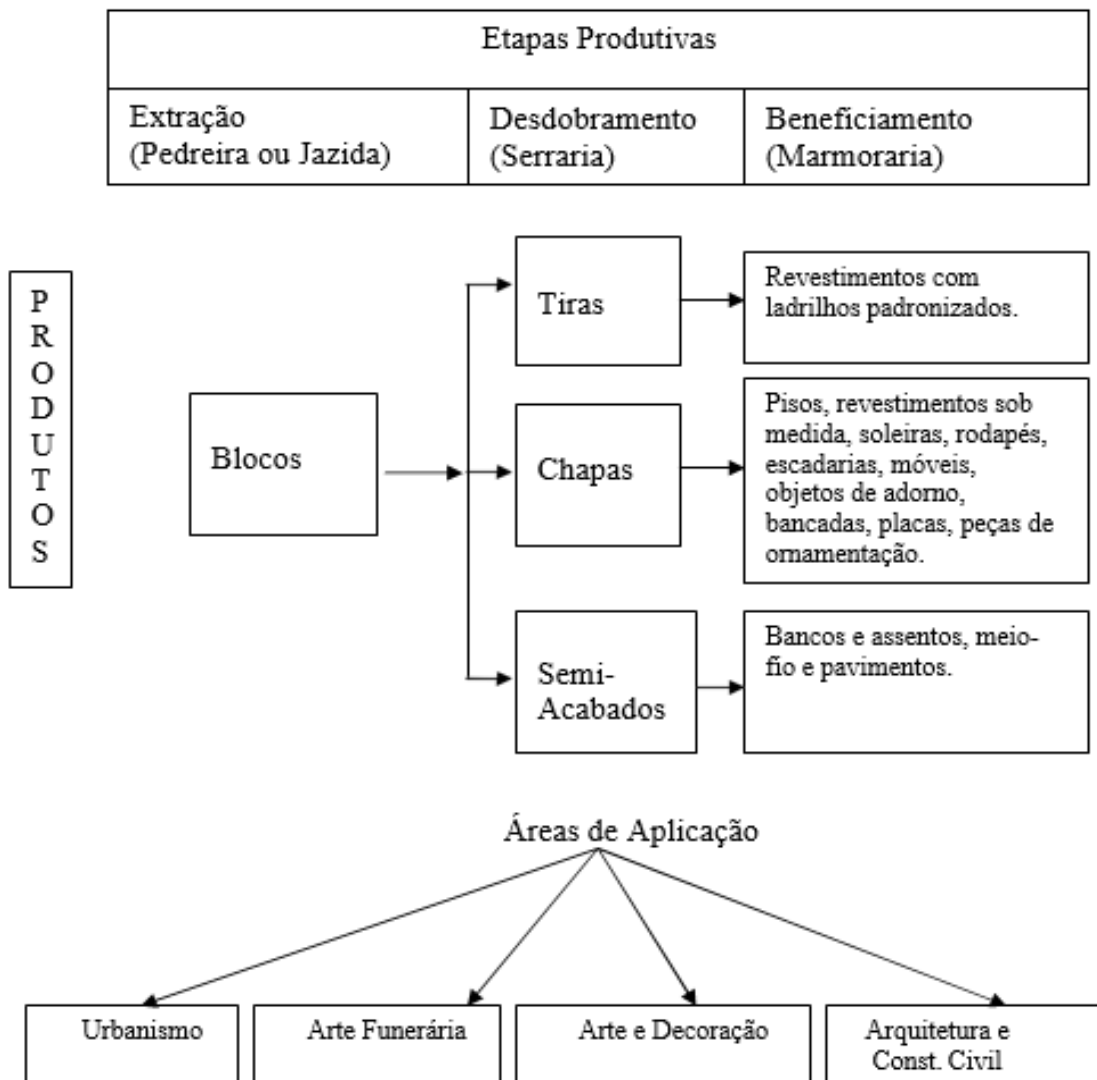 Etapas Produtivas
Extração
(Pedreira ou Jazida)
Desdobramento
(Serraria)
Beneficiamento
(Marmoraria)
P
R
O
D
U
T
O
S
Blocos
Tiras
Revestimentos com
ladrilhos padronizados.
Chapas
Pisos, revestimentos sob
medida, soleiras, rodapés,
escadarias, móveis,
objetos de adorno,
bancadas, placas, peças de
ornamentação.
Semi-
Acabados
Bancos e assentos, meio-
fio e pavimentos.
Áreas de Aplicação
Urbanismo
Arte Funerária
Arte e Decoração
Arquitetura e
Const. Civil